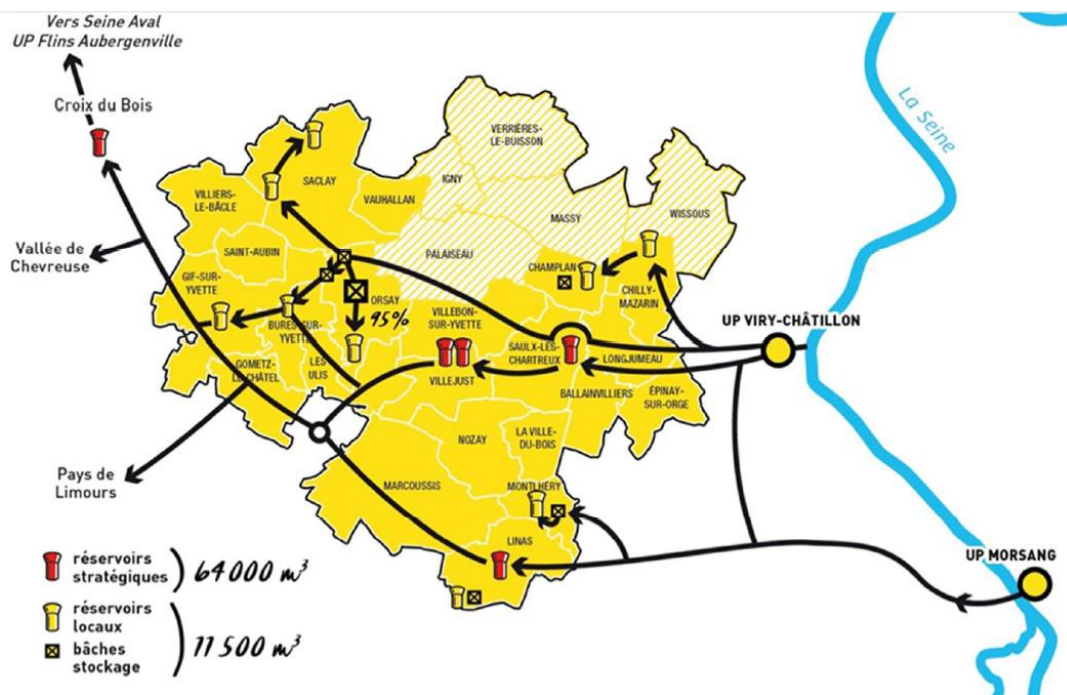 Vers Seine Aval
UP Flins Aubergenville
Croix du Bois
La Seine
VERRIÈRES-
LE-BUISSON
IGNY
SACLAY
VAUHALLAN
VILLIERS-
LE-BÂCLE
MASSY
WISSOUS
SAINT-AUBIN
PALAISEAU
Vallée de
Chevreuse
GIF-SUR-
YVETTE
CHAMPLAN
CHILLY-
MAZARIN
ORSAY
95%
VILLEBON-
SUR-YVETTE
UP VIRY-CHÂTILLON
BURES-SUR-
YVETTE
SAULX-LES-
CHARTREUX
LONGJUMEAU
GOMETZ-
LE-CHÂTEL
LES
ULIS
VILLEJUST
BALLAINVILLIERS
ÉPINAY-
SUR-ORGE
NOZAY
LA VILLE-
DU-BOIS
Pays de
Limours
MARCOUSSIS
MONTLHÉRY
LINAS
UP MORSANG
réservoirs
stratégiques
64 000 m³
réservoirs
locaux
bâches
stockage
11 500 m³